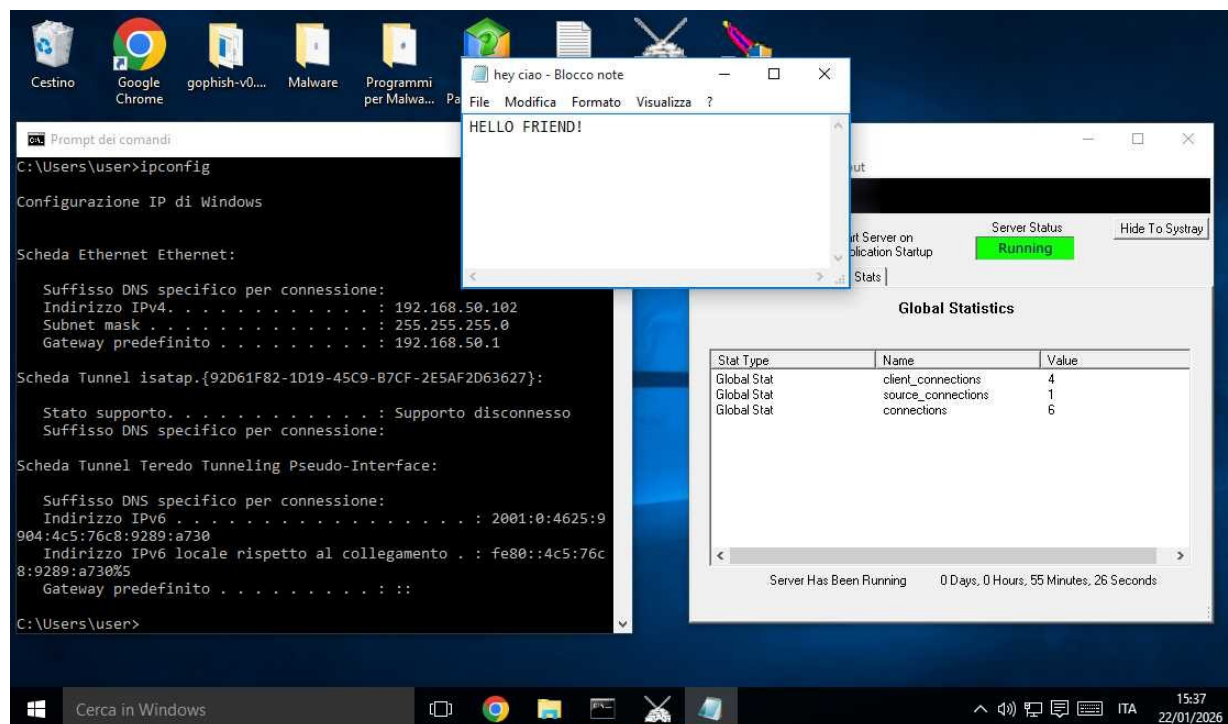 Cestino
Google
Chrome
gophish-v0....
Malware
Programmi
per Malwa...
Pa
hey ciao - Blocco note
File Modifica Formato Visualizza ?
HELLO FRIEND!
Prompt dei comandi
C:\Users\user>ipconfig
Configurazione IP di Windows
Scheda Ethernet Ethernet:
Suffisso DNS specifico per connessione:
Indirizzo IPv4. . . . . . . . . . . . : 192.168.50.102
Subnet mask . . . . . . . . . . . . . : 255.255.255.0
Gateway predefinito . . . . . . . . . : 192.168.50.1
Scheda Tunnel isatap.{92D61F82-1D19-45C9-B7CF-2E5AF2D63627}:
Stato supporto. . . . . . . . . . . . : Supporto disconnesso
Suffisso DNS specifico per connessione:
Scheda Tunnel Teredo Tunneling Pseudo-Interface:
Suffisso DNS specifico per connessione:
Indirizzo IPv6 . . . . . . . . . . . . . . . . . : 2001:0:4625:9
904:4c5:76c8:9289:a730
Indirizzo IPv6 locale rispetto al collegamento . : fe80::4c5:76c
8:9289:a730%5
Gateway predefinito . . . . . . . . . : ::
C:\Users\user>
out
art Server on
plication Startup
Server Status
Running
Hide To Systray
Stats
Global Statistics
Stat Type Name Value
Global Stat client_connections 4
Global Stat source_connections 1
Global Stat connections 6
Server Has Been Running 0 Days, 0 Hours, 55 Minutes, 26 Seconds
Cerca in Windows
ITA
15:37
22/01/2026